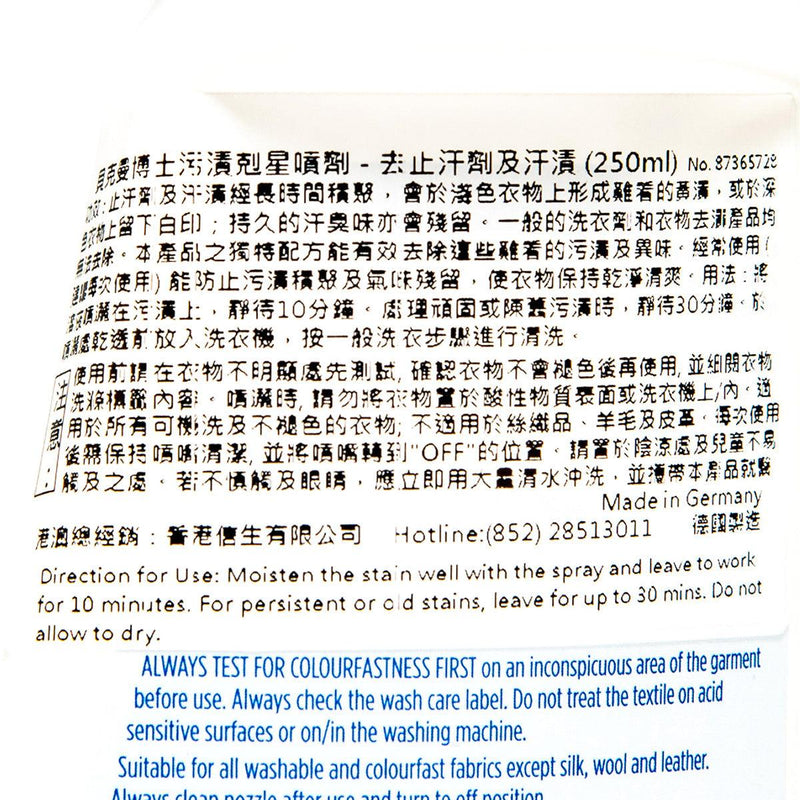 貝克曼博士污漬剋星噴劑 - 去止汗劑及汗漬 (250ml) No. 87365728
功效：止汗劑及汗漬經長時間積聚，會於淺色衣物上形成難看的黃漬，或於深
色衣物上留下白印；持久的汗臭味亦會殘留。一般的洗衣劑和衣物去漬產品均
無法去除。本產品之獨特配方能有效去除這些難看的污漬及異味。經常使用(
建議每次使用) 能防止污漬積聚及氣味殘留，使衣物保持乾淨清爽。用法：將
溶液噴灑在污漬上，靜待10分鐘。處理頑固或陳舊污漬時，靜待30分鐘。於
噴灑處乾透前放入洗衣機，按一般洗衣步驟進行清洗。
注意： 使用前請在衣物不明顯處先測試, 確認衣物不會褪色後再使用, 並細閱衣物
洗滌標籤內容。噴灑時, 請勿將衣物置於酸性物質表面或洗衣機上/內。適
用於所有可機洗及不褪色的衣物; 不適用於絲織品、羊毛及皮革。每次使用
後需保持噴嘴清潔, 並將噴嘴轉到"OFF"的位置。請置於陰涼處及兒童不易
觸及之處。若不慎觸及眼睛，應立即用大量清水沖洗，並攜帶本產品就醫
Made in Germany
港澳總經銷：香港信生有限公司 Hotline:(852) 28513011 德國製造
Direction for Use: Moisten the stain well with the spray and leave to work
for 10 minutes. For persistent or old stains, leave for up to 30 mins. Do not
allow to dry.
ALWAYS TEST FOR COLOURFASTNESS FIRST on an inconspicuous area of the garment
before use. Always check the wash care label. Do not treat the textile on acid
sensitive surfaces or on/in the washing machine.
Suitable for all washable and colourfast fabrics except silk, wool and leather.
Always clean nozzle after use and turn to off position.